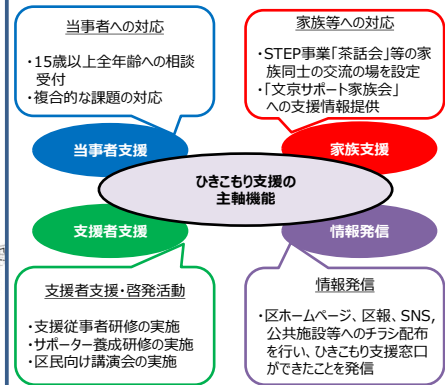 当事者への対応
・15歳以上全年齢への相談
受付
・複合的な課題の対応
家族等への対応
・STEP事業「茶話会」等の家
族同士の交流の場を設定
・「文京サポート家族会」
への支援情報提供
当事者支援
家族支援
ひきこもり支援の
主軸機能
支援者支援
情報発信
支援者支援・啓発活動
・支援従事者研修の実施
・サポーター養成研修の実施
・区民向け講演会の実施
情報発信
・区ホームページ、区報、SNS,
公共施設等へのチラシ配布
を行い、ひきこもり支援窓口
ができたことを発信